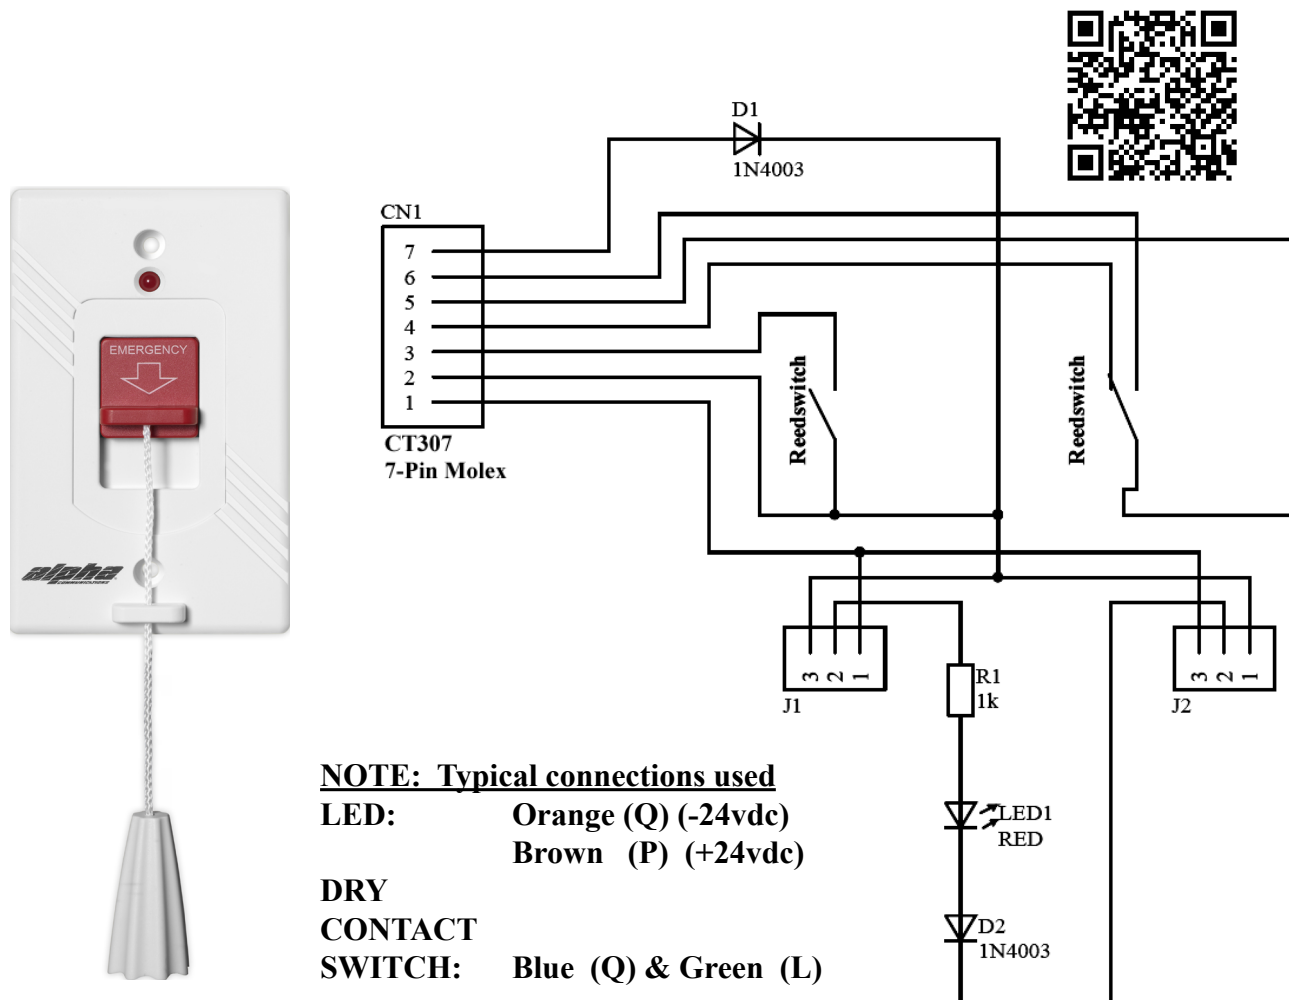 D1
1N4003
CN1
7
6
5
4
3
2
1
CT307
7-Pin Molex
Reedswitch
Reedswitch
EMERGENCY
alpha
COMMUNICATIONS
3 2 1
J1
R1
1k
3 2 1
J2
LED1
RED
D2
1N4003
NOTE: Typical connections used
LED: Orange (Q) (-24vdc)
Brown (P) (+24vdc)
DRY
CONTACT
SWITCH: Blue (Q) & Green (L)